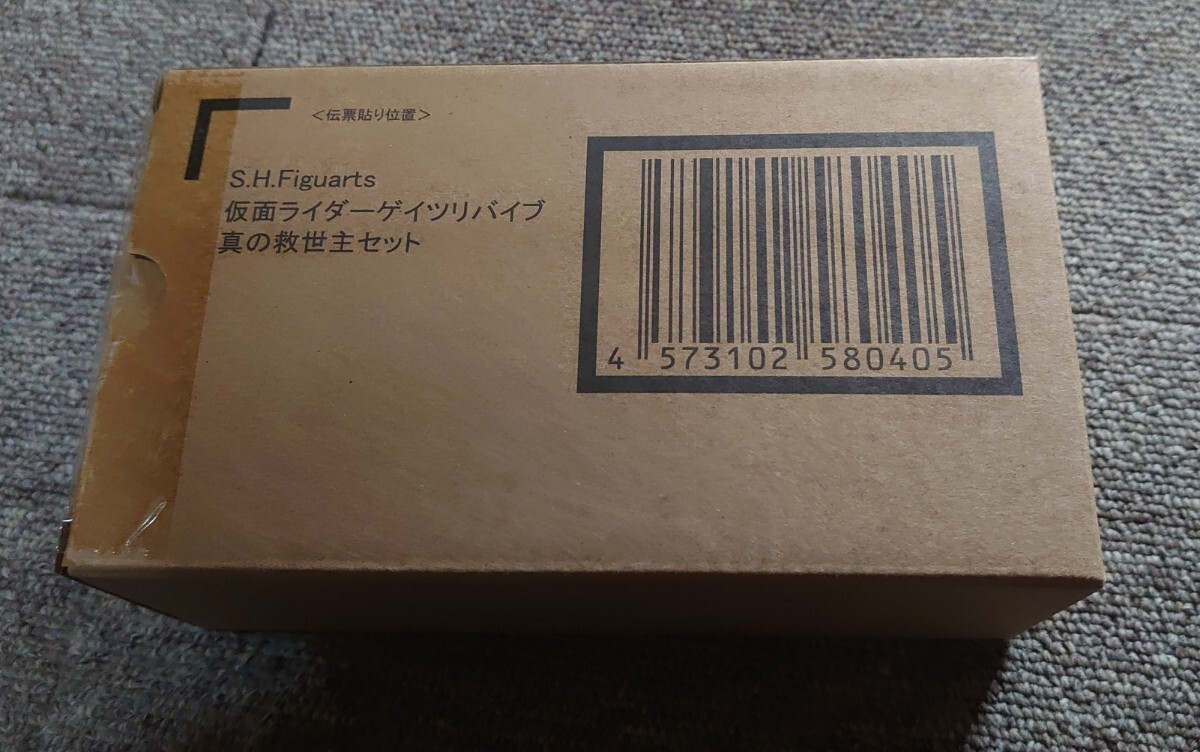 <伝票貼り位置>
S.H.Figuarts
仮面ライダーゲイツリバイブ
真の救世主セット
4 573102 580405